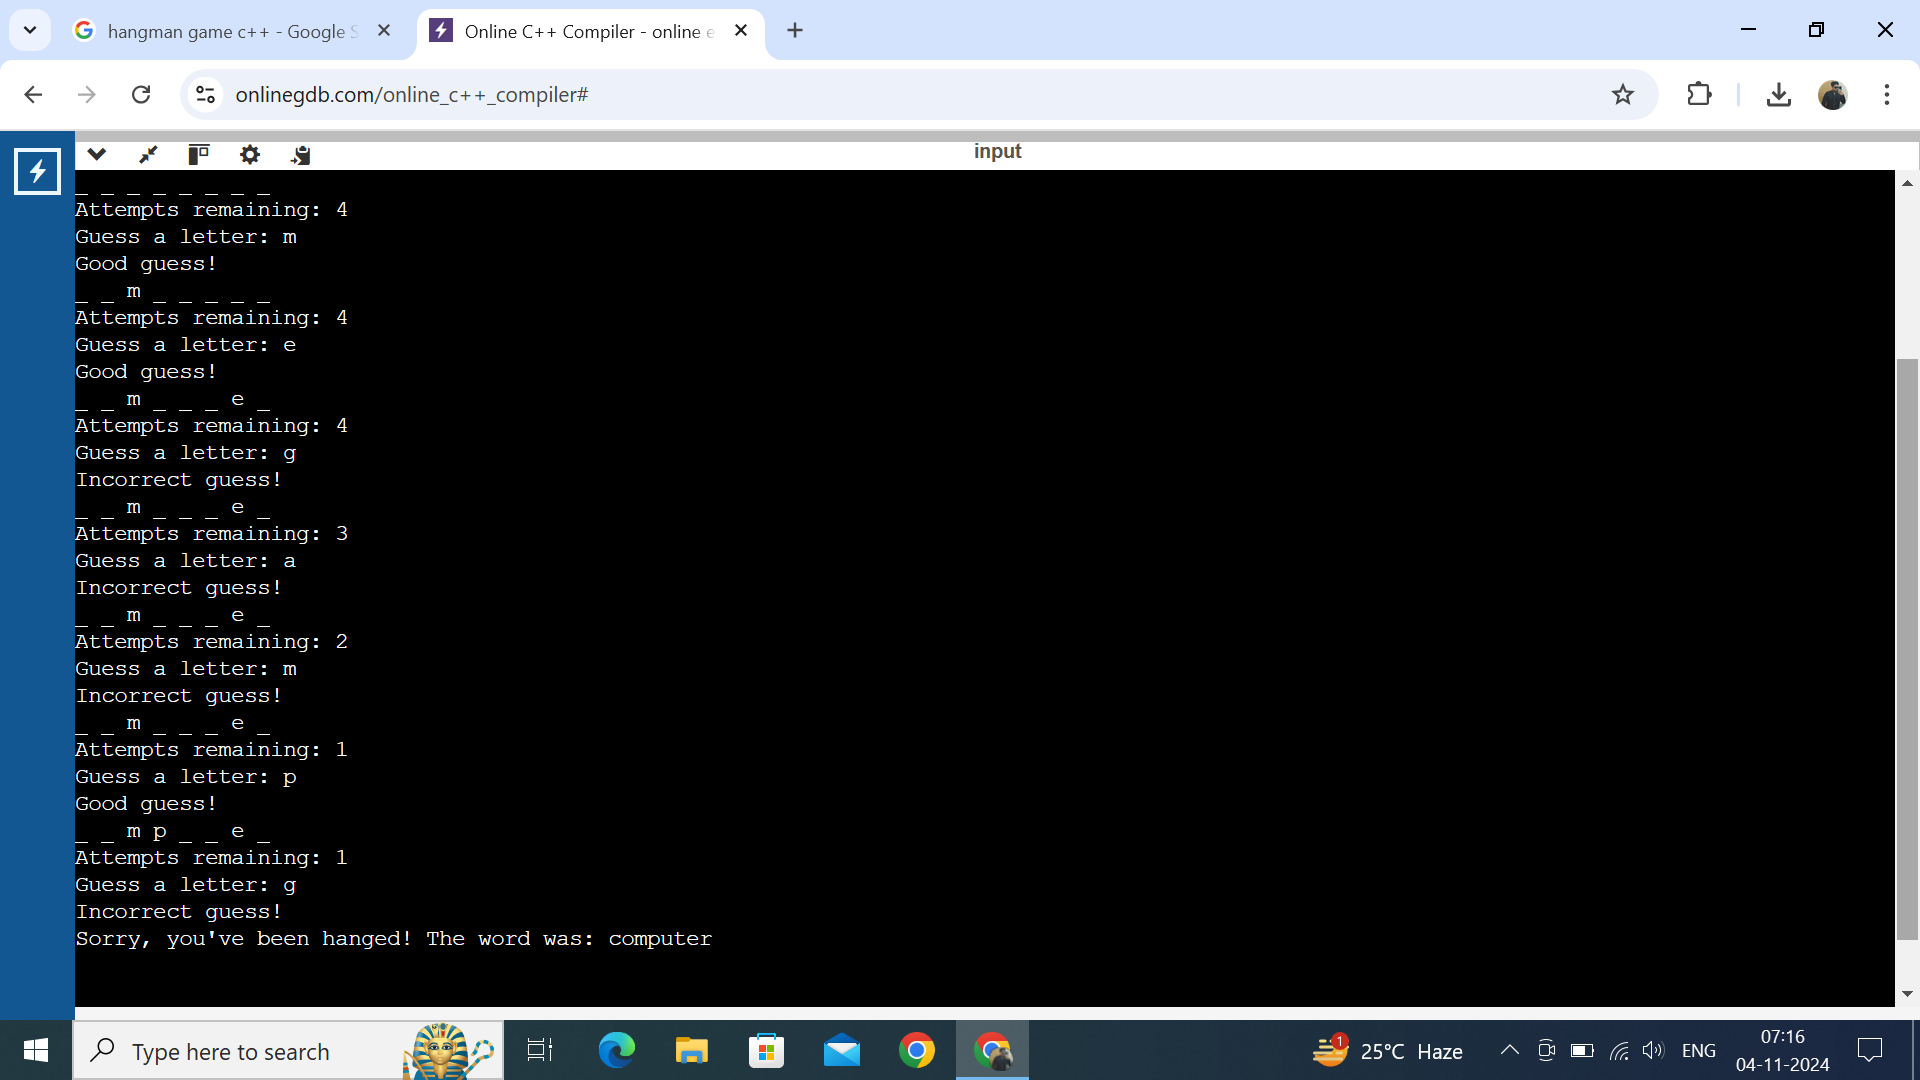 hangman game c++ - Google S
Online C++ Compiler - online e
onlinegdb.com/online_c++_compiler#
input
_ _ _ _ _ _ _ _
Attempts remaining: 4
Guess a letter: m
Good guess!
_ _ m _ _ _ _ _
Attempts remaining: 4
Guess a letter: e
Good guess!
_ _ m _ _ _ e _
Attempts remaining: 4
Guess a letter: g
Incorrect guess!
_ _ m _ _ _ e _
Attempts remaining: 3
Guess a letter: a
Incorrect guess!
_ _ m _ _ _ e _
Attempts remaining: 2
Guess a letter: m
Incorrect guess!
_ _ m _ _ _ e _
Attempts remaining: 1
Guess a letter: p
Good guess!
_ _ m p _ _ e _
Attempts remaining: 1
Guess a letter: g
Incorrect guess!
Sorry, you've been hanged! The word was: computer
Type here to search
1
25°C Haze
ENG
07:16
04-11-2024